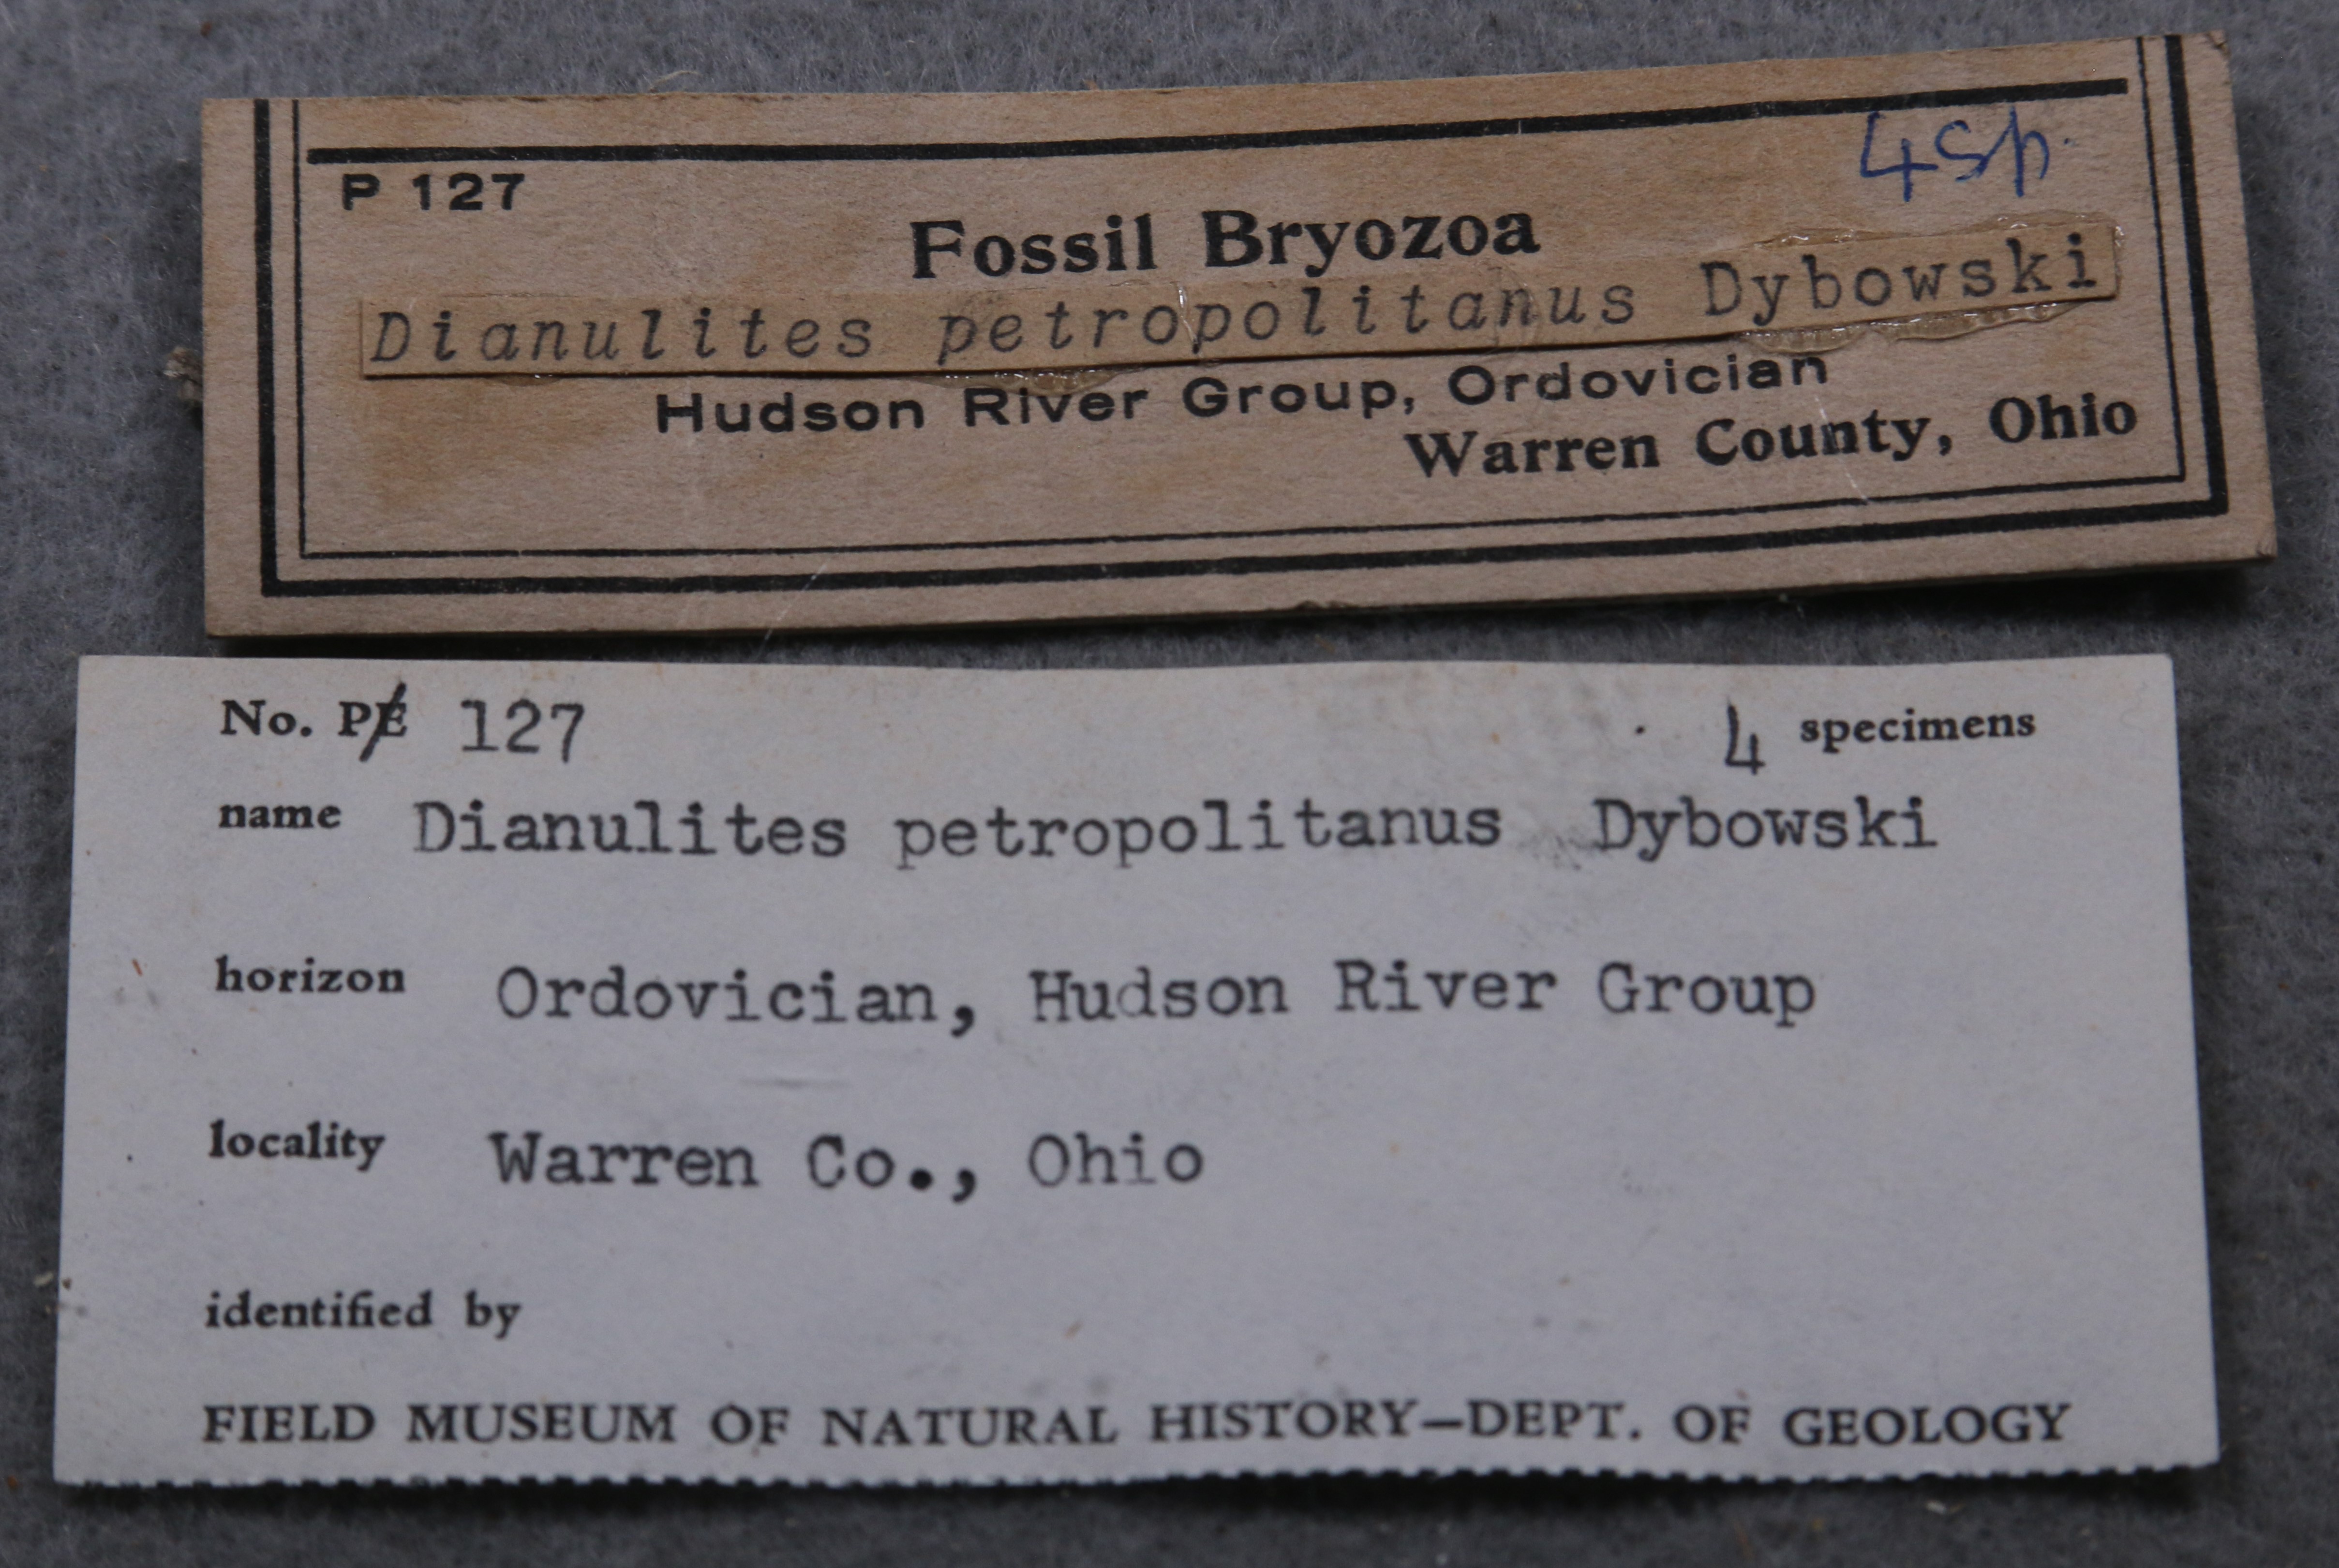 P 127
4 sp.
Fossil Bryozoa
Dianulites petropolitanus Dybowski
Hudson River Group, Ordovician
Warren County, Ohio
No. PE 127 4 specimens
name Dianulites petropolitanus Dybowski
horizon Ordovician, Hudson River Group
locality Warren Co., Ohio
identified by
FIELD MUSEUM OF NATURAL HISTORY—DEPT. OF GEOLOGY